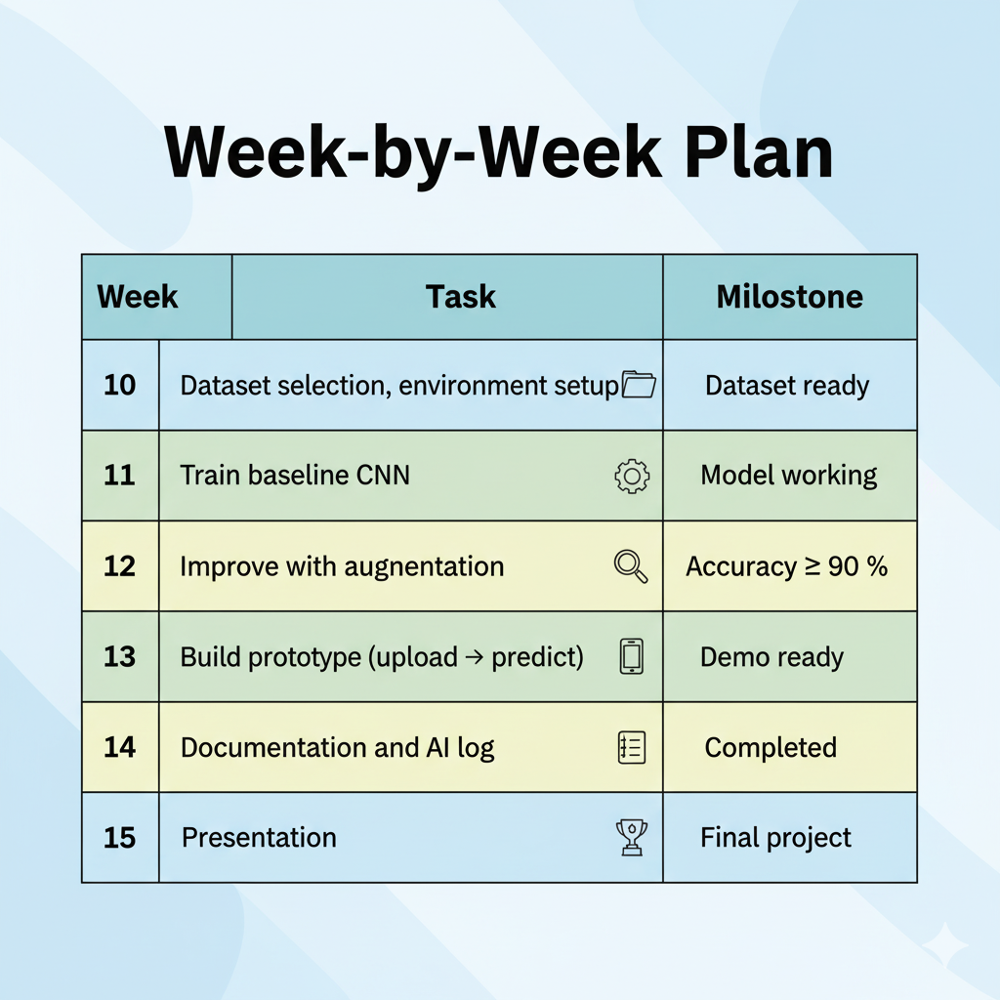 Week-by-Week Plan
Week Task Milostone
10 Dataset selection, environment setup Dataset ready
11 Train baseline CNN Model working
12 Improve with augnentation Accuracy ≥ 90 %
13 Build prototype (upload → predict) Demo ready
14 Documentation and AI log Completed
15 Presentation Final project